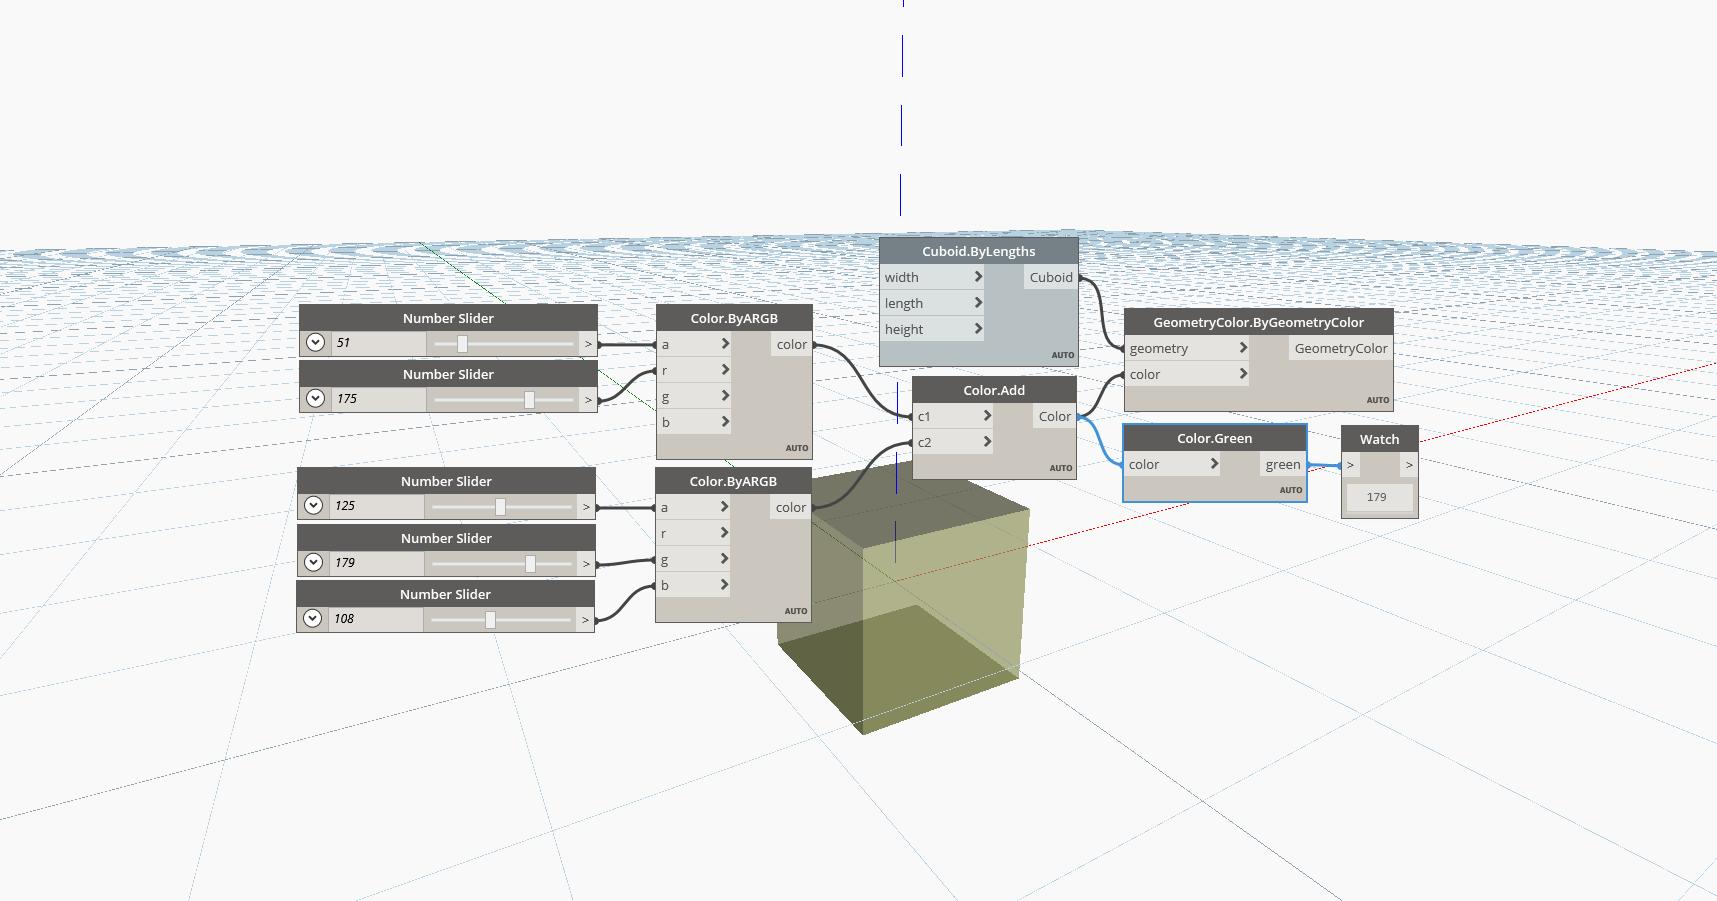 Cuboid.ByLengths
width > Cuboid
length >
height >
AUTO
Number Slider
51 >
Number Slider
175 >
Color.ByARGB
a > color
r >
g >
b >
AUTO
GeometryColor.ByGeometryColor
geometry > GeometryColor
color >
AUTO
Color.Add
c1 > Color
c2 >
AUTO
Color.Green
color > green
AUTO
Watch
> >
179
Number Slider
125 >
Number Slider
179 >
Number Slider
108 >
Color.ByARGB
a > color
r >
g >
b >
AUTO